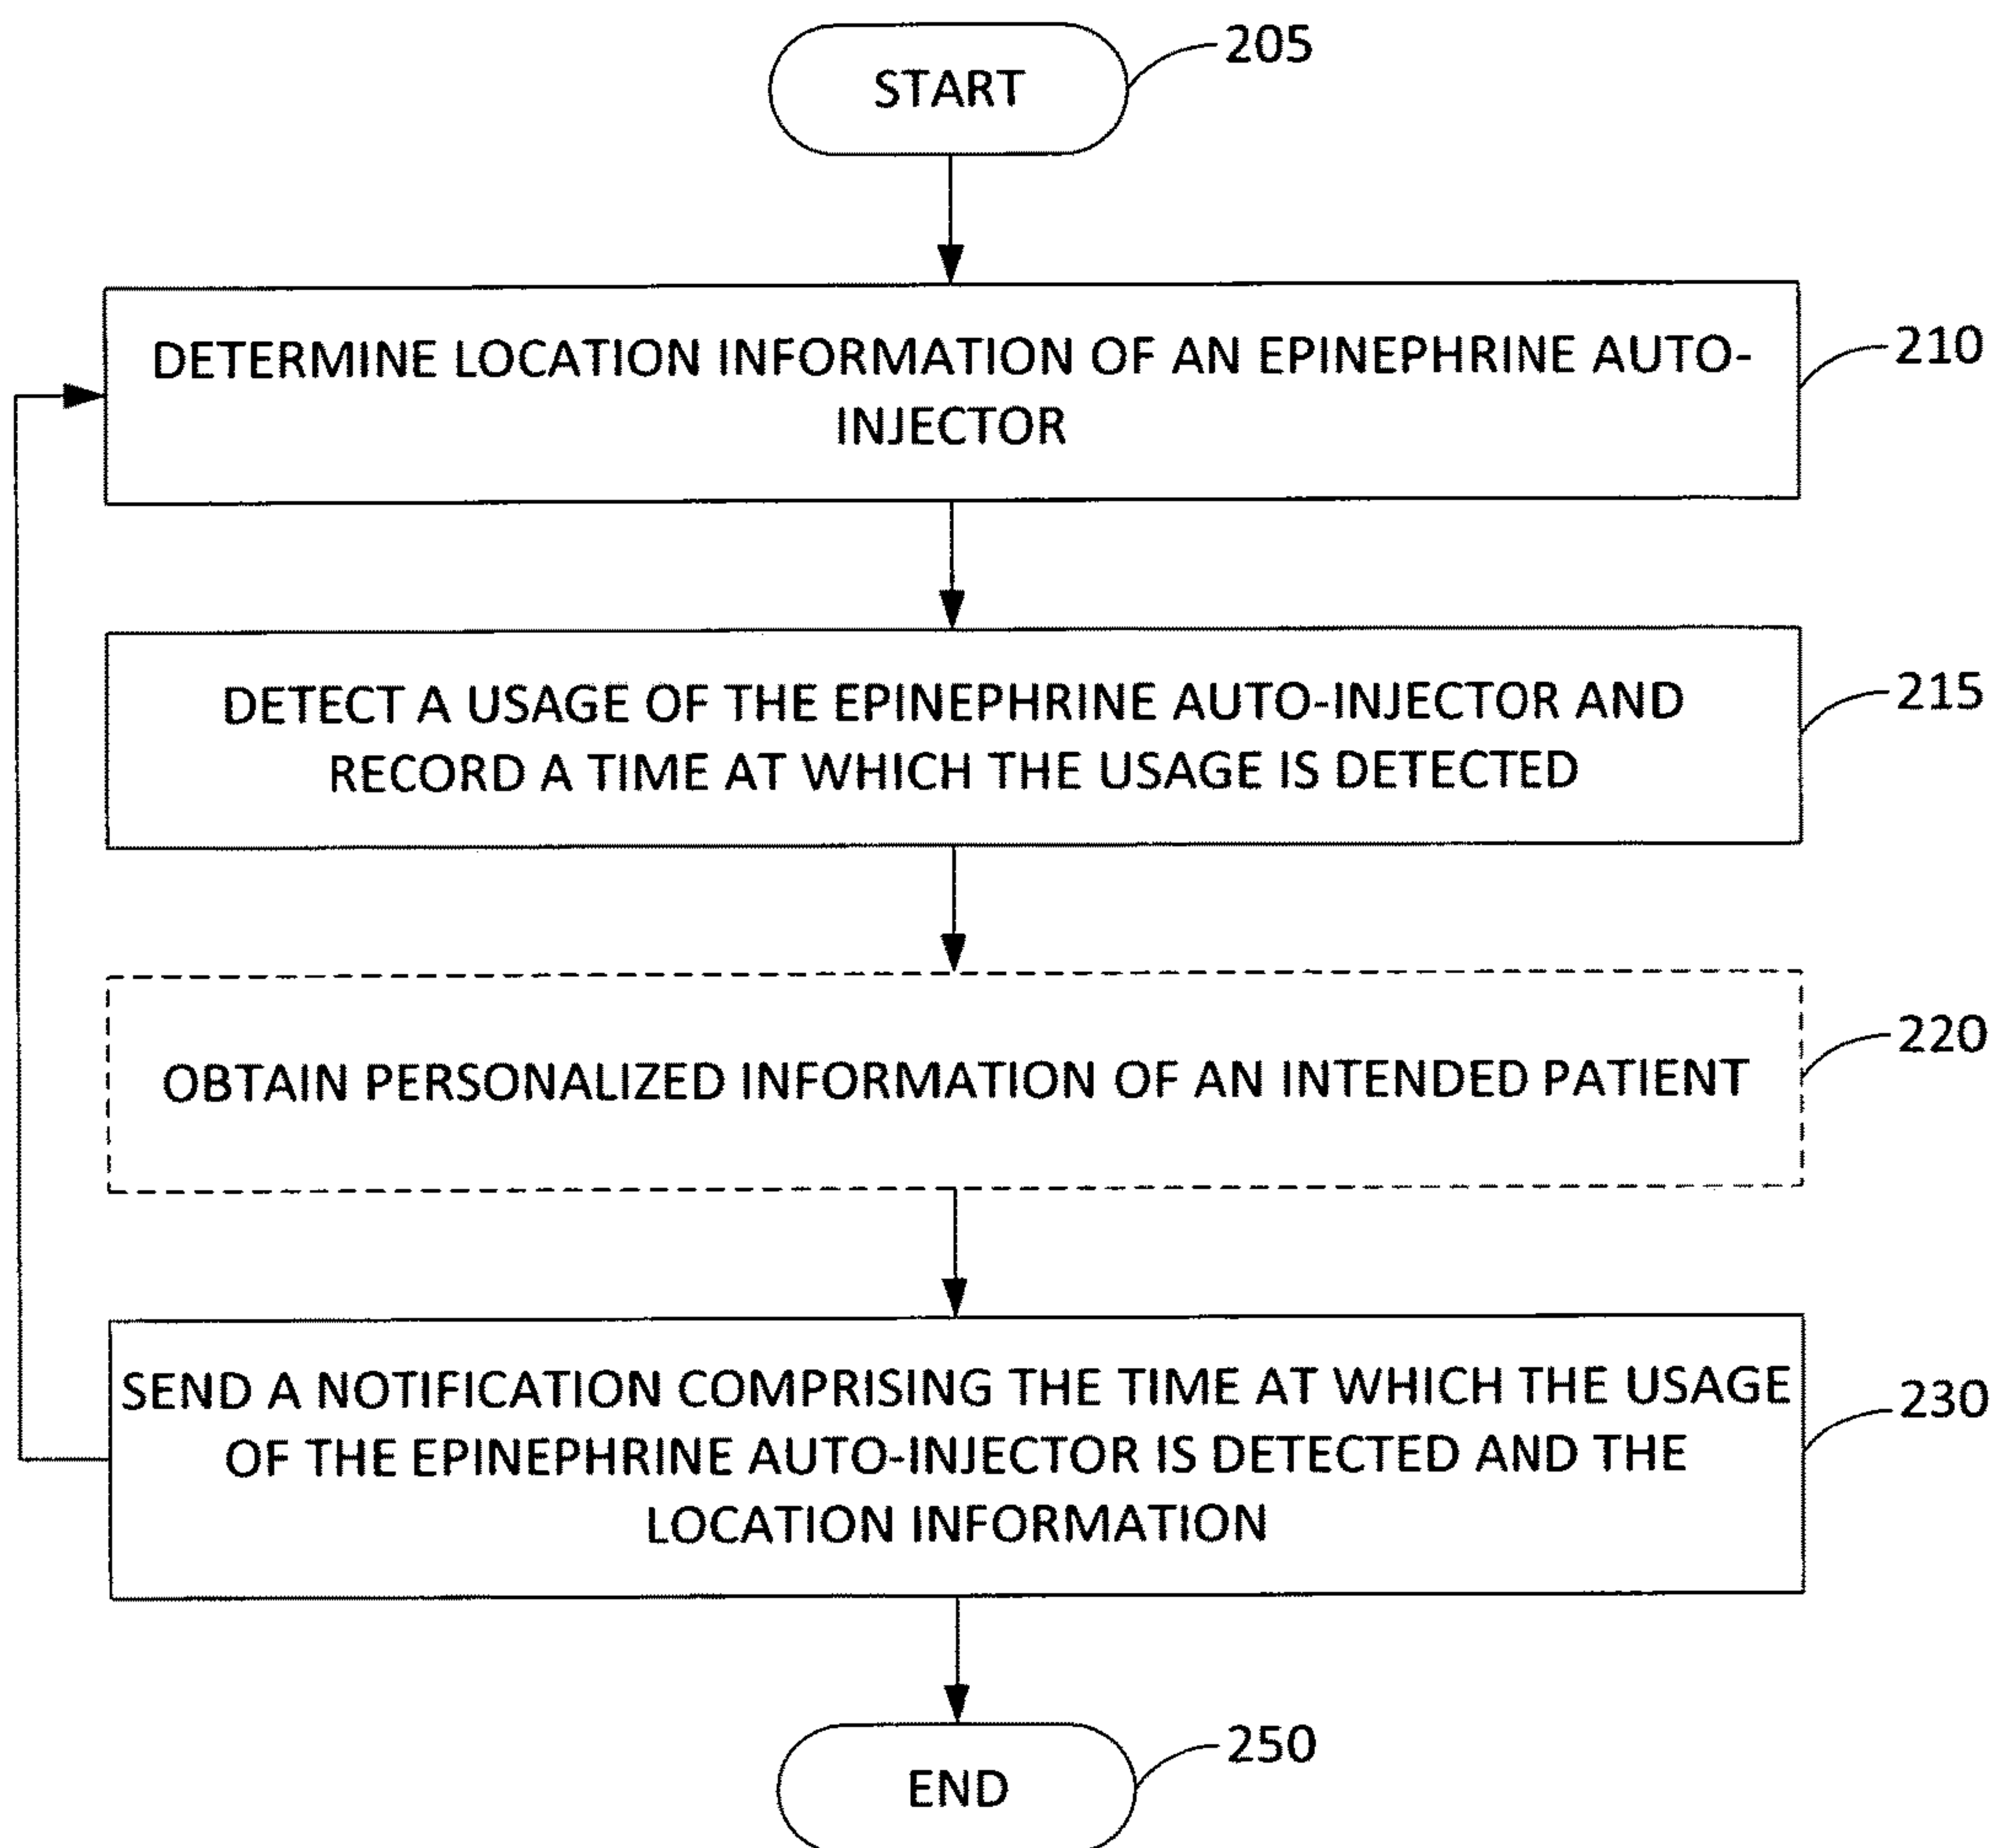 START
205
DETERMINE LOCATION INFORMATION OF AN EPINEPHRINE AUTO-
INJECTOR
210
DETECT A USAGE OF THE EPINEPHRINE AUTO-INJECTOR AND
RECORD A TIME AT WHICH THE USAGE IS DETECTED
215
OBTAIN PERSONALIZED INFORMATION OF AN INTENDED PATIENT
220
SEND A NOTIFICATION COMPRISING THE TIME AT WHICH THE USAGE
OF THE EPINEPHRINE AUTO-INJECTOR IS DETECTED AND THE
LOCATION INFORMATION
230
END
250